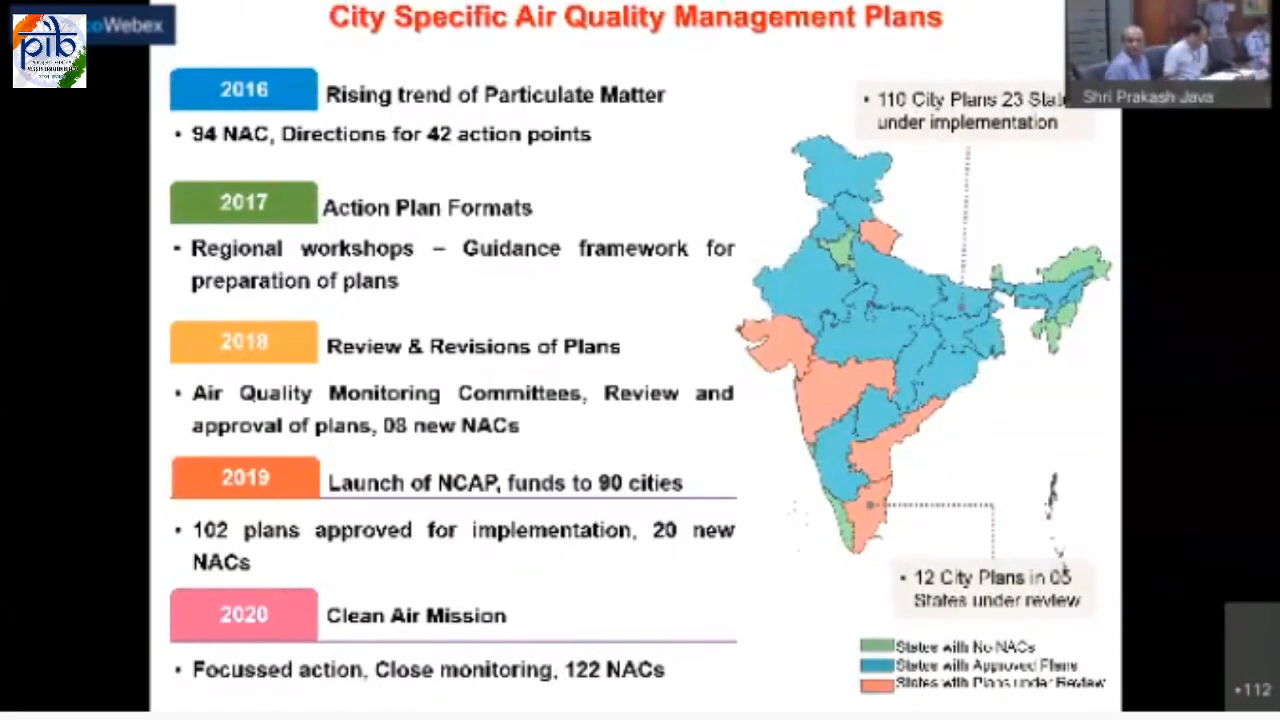 City Specific Air Quality Management Plans
Webex
2016
Rising trend of Particulate Matter
• 94 NAC, Directions for 42 action points
2017
Action Plan Formats
• Regional workshops – Guidance framework for
preparation of plans
2018
Review & Revisions of Plans
• Air Quality Monitoring Committees, Review and
approval of plans, 08 new NACs
2019
Launch of NCAP, funds to 90 cities
• 102 plans approved for implementation, 20 new
NACs
2020
Clean Air Mission
• Focussed action, Close monitoring, 122 NACs
Shri Prakash Java
• 110 City Plans 23
under implementation
• 12 City Plans in 05
States under review
States with No NACs
States with Approved Plans
States with Plans under Review
+112